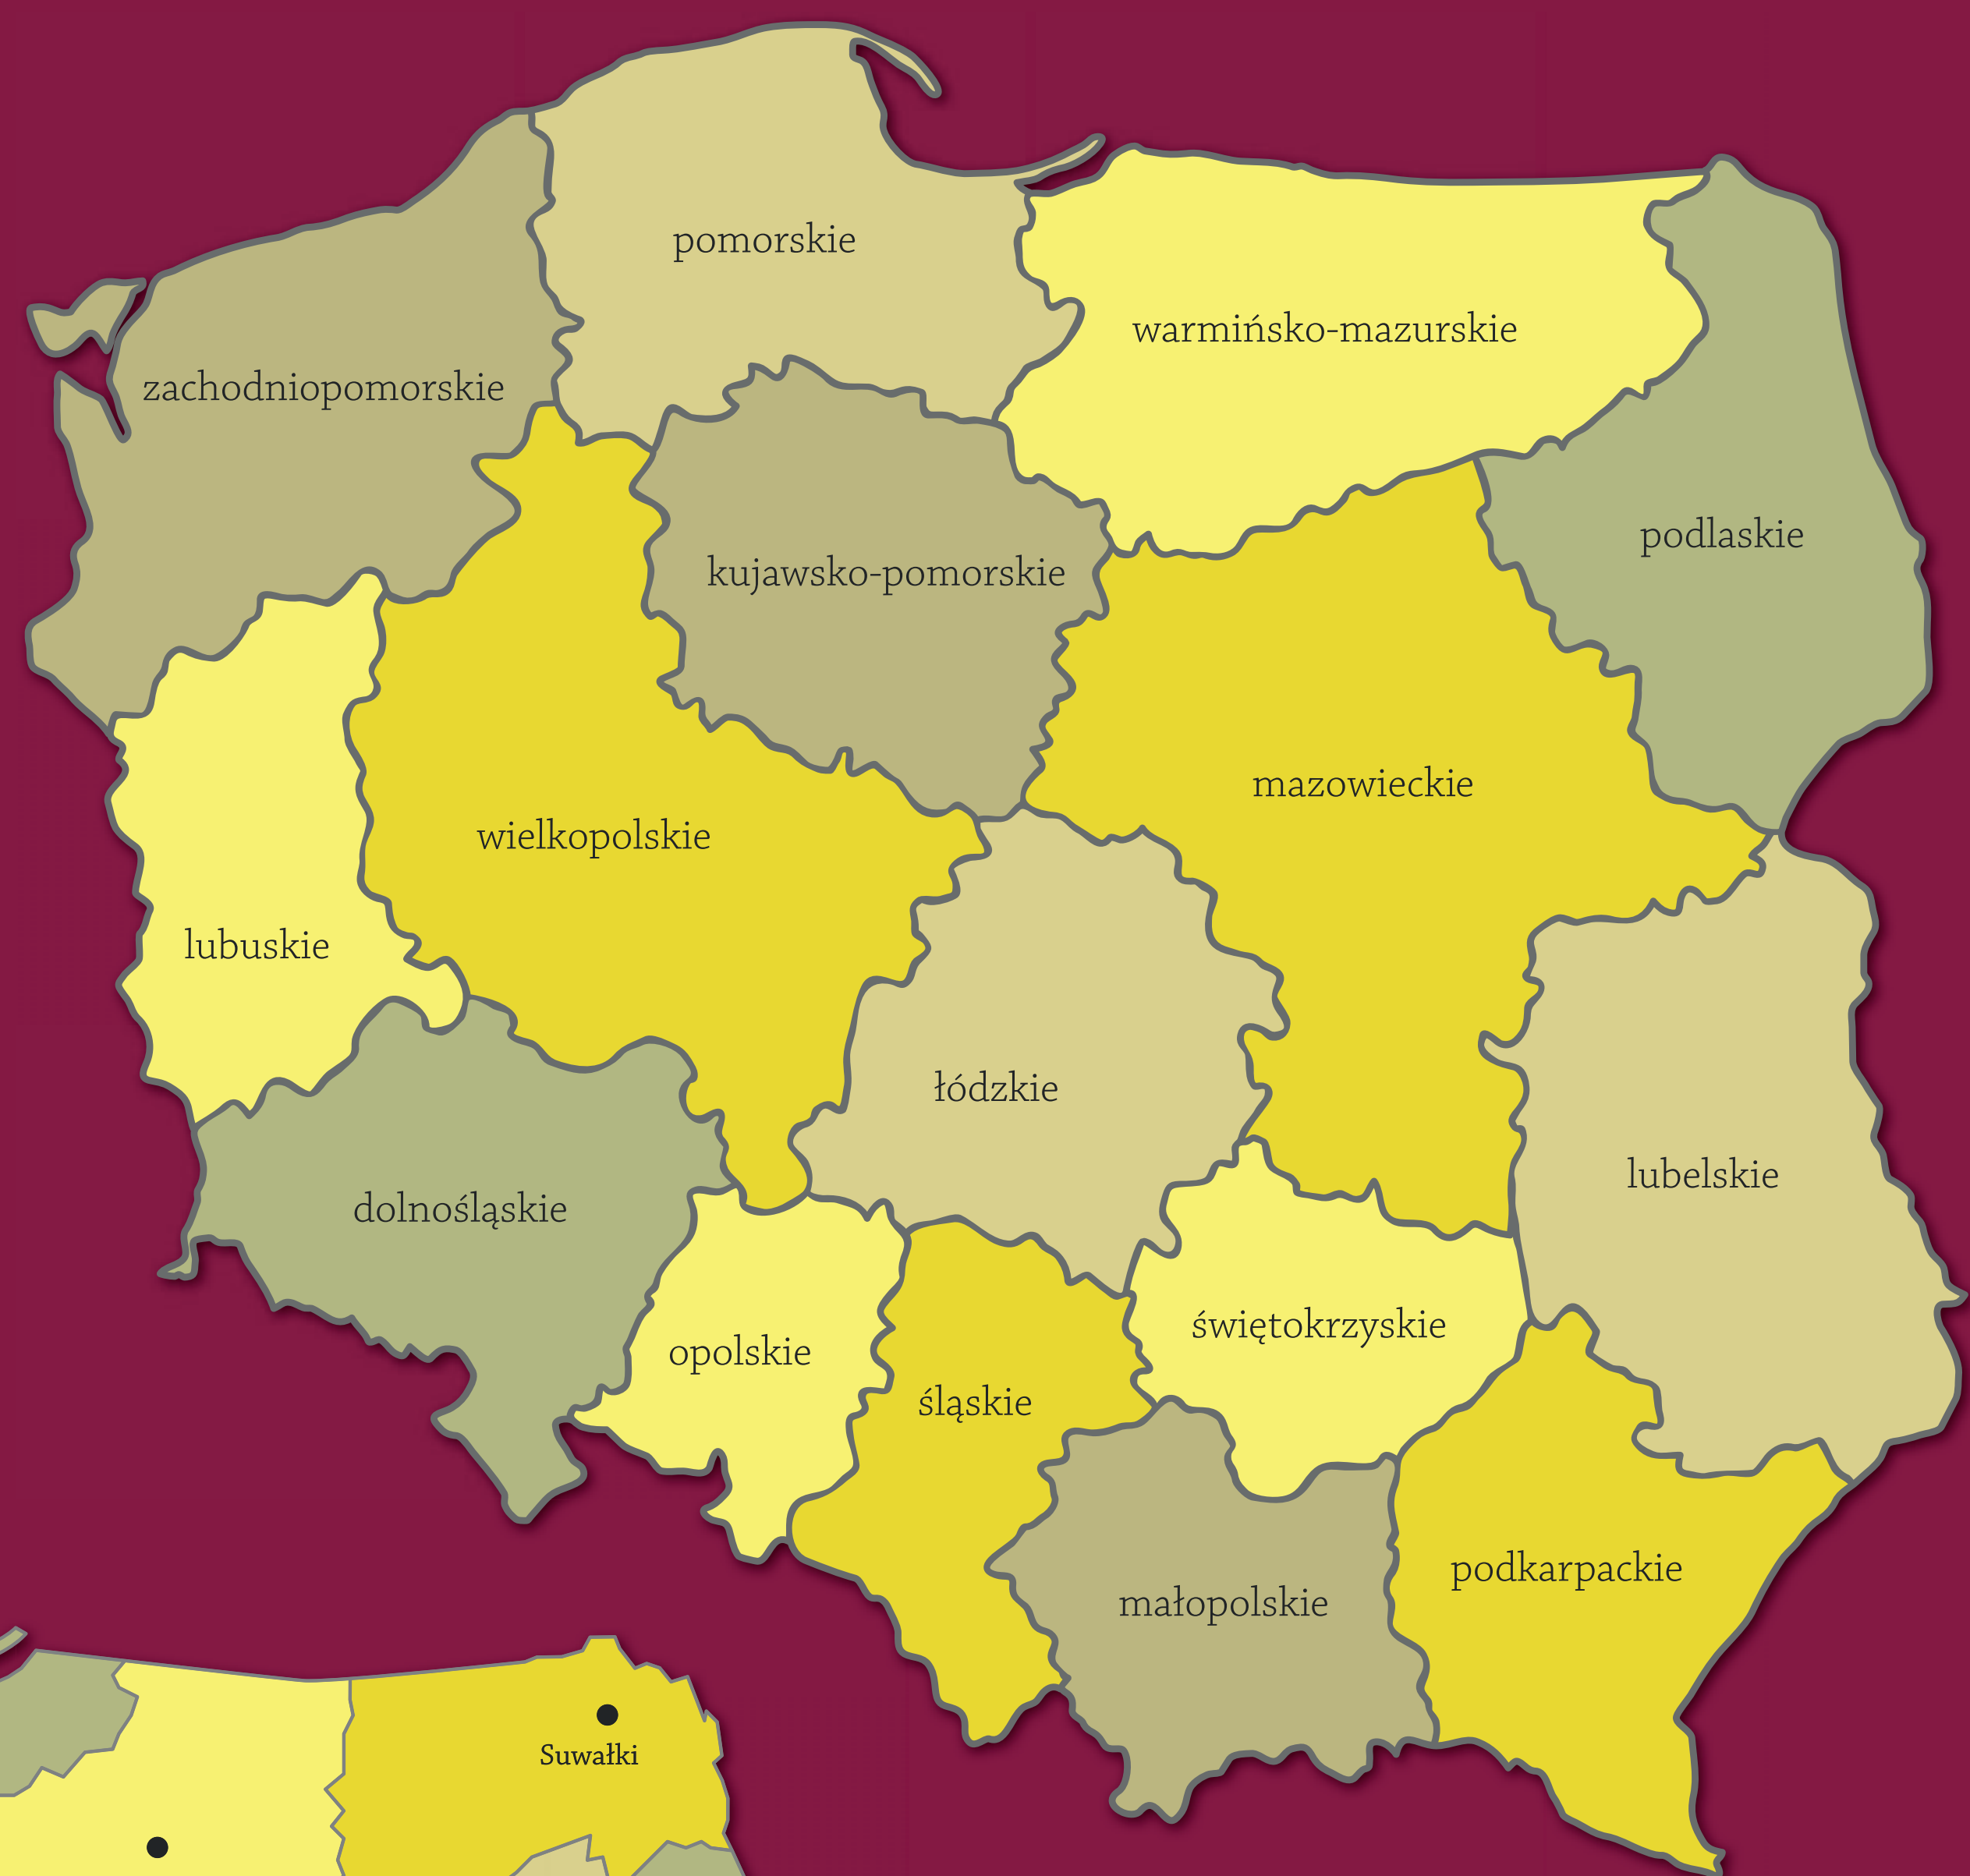 pomorskie
warmińsko-mazurskie
zachodniopomorskie
podlaskie
kujawsko-pomorskie
mazowieckie
wielkopolskie
lubuskie
łódzkie
lubelskie
dolnośląskie
świętokrzyskie
opolskie
śląskie
podkarpackie
małopolskie
Suwałki